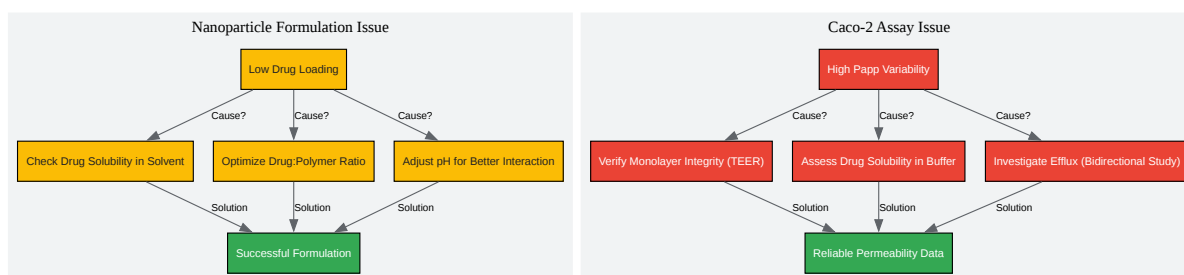 Nanoparticle Formulation Issue
Low Drug Loading
Cause?
Cause?
Cause?
Check Drug Solubility in Solvent
Optimize Drug:Polymer Ratio
Adjust pH for Better Interaction
Solution
Solution
Solution
Successful Formulation
Caco-2 Assay Issue
High Papp Variability
Cause?
Cause?
Cause?
Verify Monolayer Integrity (TEER)
Assess Drug Solubility in Buffer
Investigate Efflux (Bidirectional Study)
Solution
Solution
Solution
Reliable Permeability Data